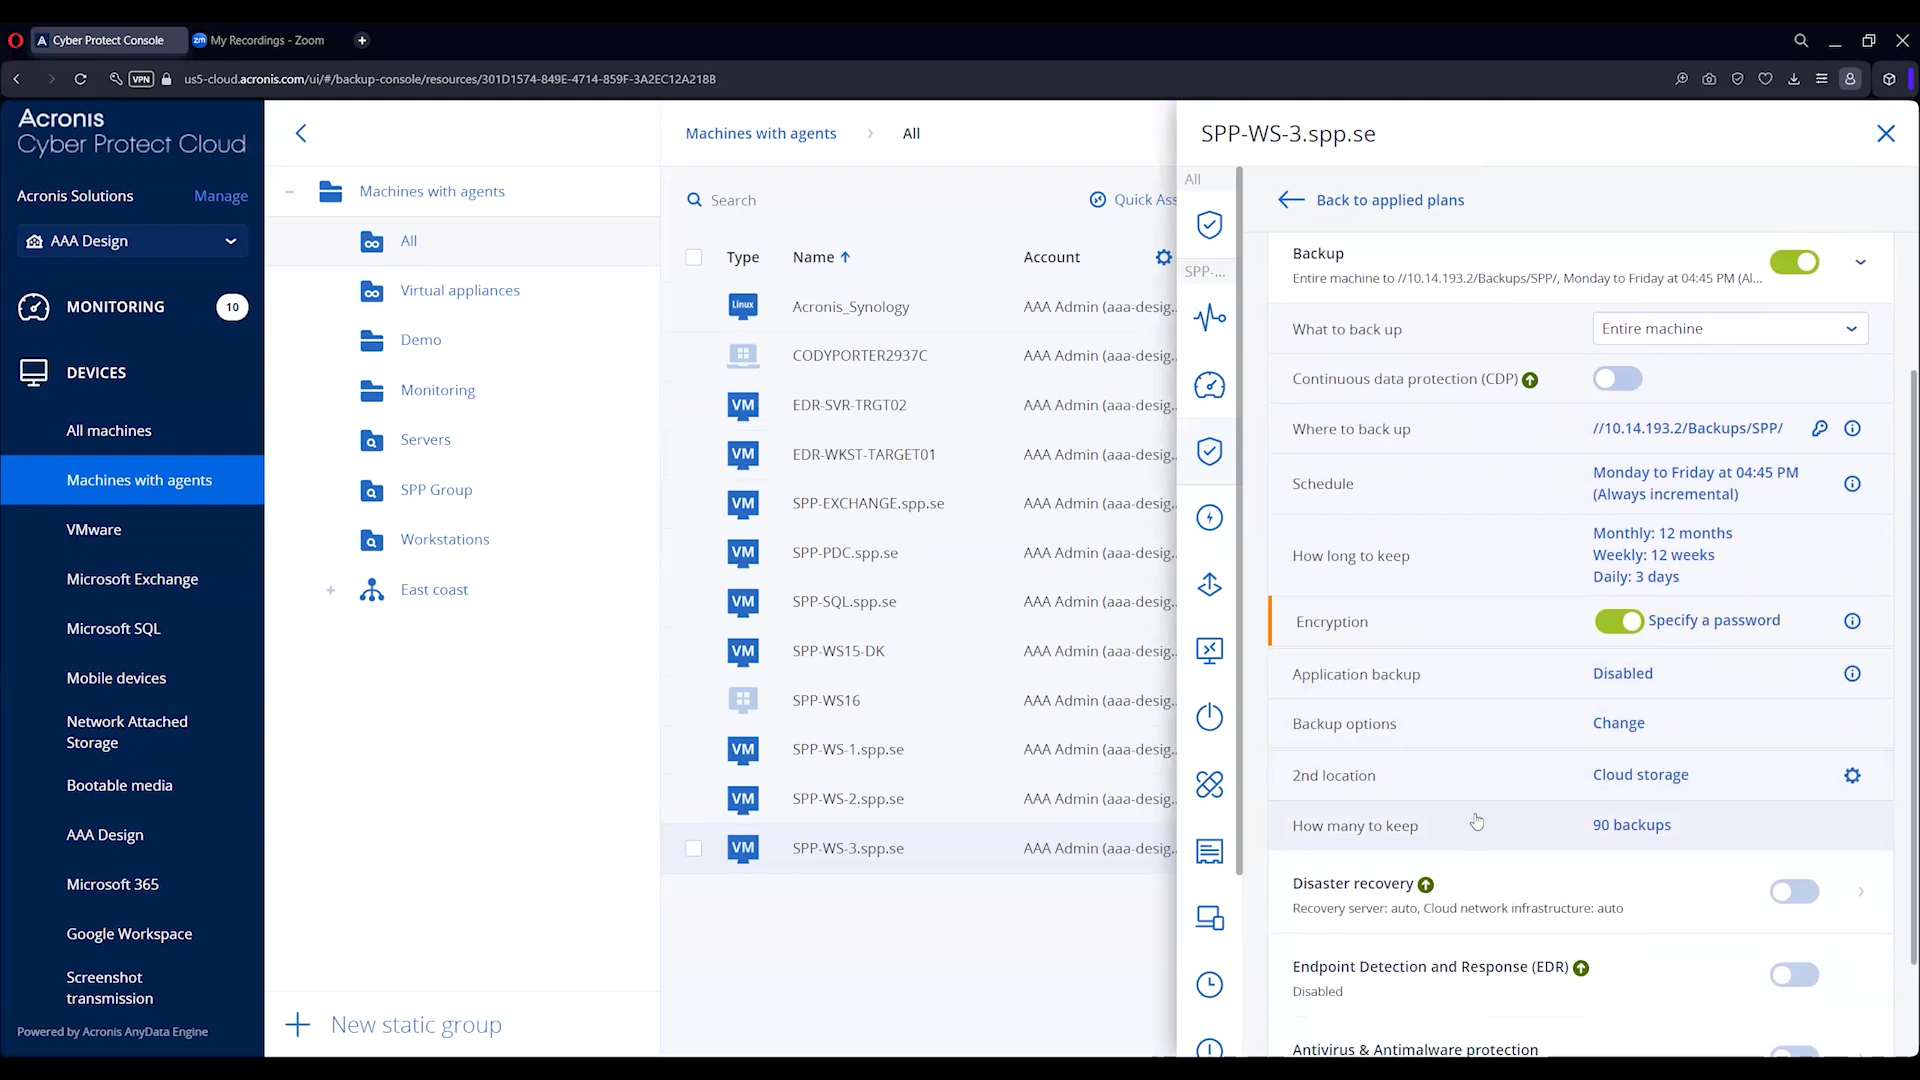 A Cyber Protect Console
zm My Recordings - Zoom
VPN
us5-cloud.acronis.com/ui/#/backup-console/resources/301D1574-849E-4714-859F-3A2EC12A218B
Acronis
Cyber Protect Cloud
Acronis Solutions
Manage
AAA Design
MONITORING
10
DEVICES
All machines
Machines with agents
VMware
Microsoft Exchange
Microsoft SQL
Mobile devices
Network Attached
Storage
Bootable media
AAA Design
Microsoft 365
Google Workspace
Screenshot
transmission
Powered by Acronis AnyData Engine
Machines with agents
All
Virtual appliances
Demo
Monitoring
Servers
SPP Group
Workstations
East coast
New static group
Machines with agents > All
Search
Quick Ass
Type Name Account
Linux Acronis_Synology AAA Admin (aaa-desig...
CODYPORTER2937C AAA Admin (aaa-desig...
VM EDR-SVR-TRGT02 AAA Admin (aaa-desig...
VM EDR-WKST-TARGET01 AAA Admin (aaa-desig...
VM SPP-EXCHANGE.spp.se AAA Admin (aaa-desig...
VM SPP-PDC.spp.se AAA Admin (aaa-desig...
VM SPP-SQL.spp.se AAA Admin (aaa-desig...
VM SPP-WS15-DK AAA Admin (aaa-desig...
SPP-WS16 AAA Admin (aaa-desig...
VM SPP-WS-1.spp.se AAA Admin (aaa-desig...
VM SPP-WS-2.spp.se AAA Admin (aaa-desig...
VM SPP-WS-3.spp.se AAA Admin (aaa-desig...
SPP-WS-3.spp.se
All
SPP-...
Back to applied plans
Backup
Entire machine to //10.14.193.2/Backups/SPP/, Monday to Friday at 04:45 PM (Al...
What to back up Entire machine
Continuous data protection (CDP)
Where to back up //10.14.193.2/Backups/SPP/
Schedule
Monday to Friday at 04:45 PM
(Always incremental)
How long to keep
Monthly: 12 months
Weekly: 12 weeks
Daily: 3 days
Encryption Specify a password
Application backup Disabled
Backup options Change
2nd location Cloud storage
How many to keep 90 backups
Disaster recovery
Recovery server: auto, Cloud network infrastructure: auto
Endpoint Detection and Response (EDR)
Disabled
Antivirus & Antimalware protection